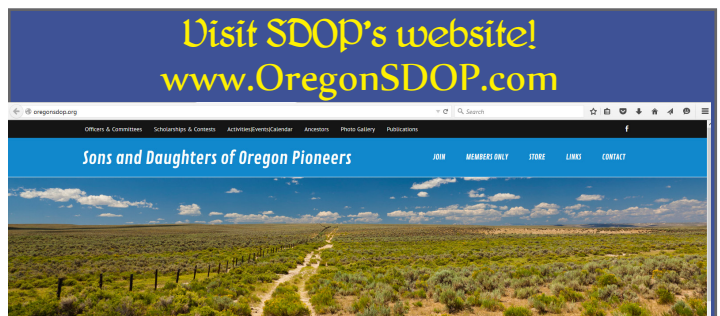 Visit SDOP's website!
www.OregonSDOP.com
oregonsdop.org
Search
Officers & Committees Scholarships & Contests Activities|Events|Calendar Ancestors Photo Gallery Publications f
Sons and Daughters of Oregon Pioneers JOIN MEMBERS ONLY STORE LINKS CONTACT